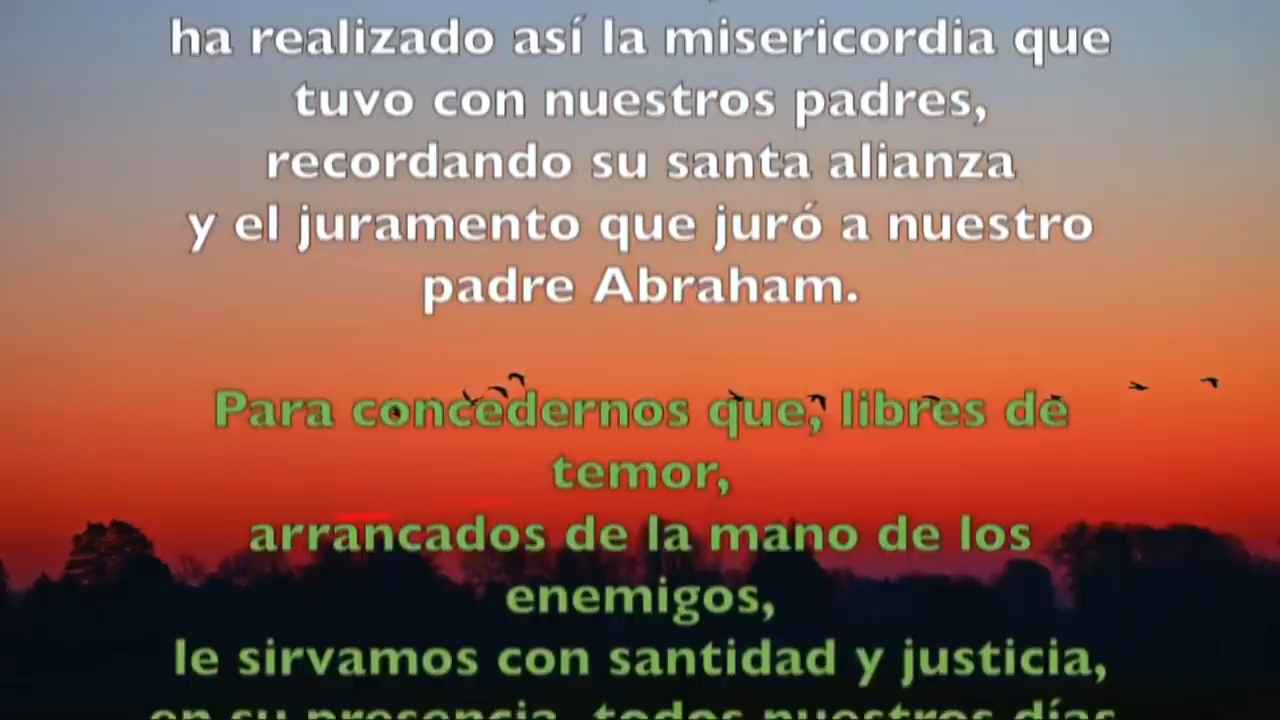 ha realizado así la misericordia que
tuvo con nuestros padres,
recordando su santa alianza
y el juramento que juró a nuestro
padre Abraham.
Para concedernos que, libres de
temor,
arrancados de la mano de los
enemigos,
le sirvamos con santidad y justicia,
en su presencia, todos nuestros días